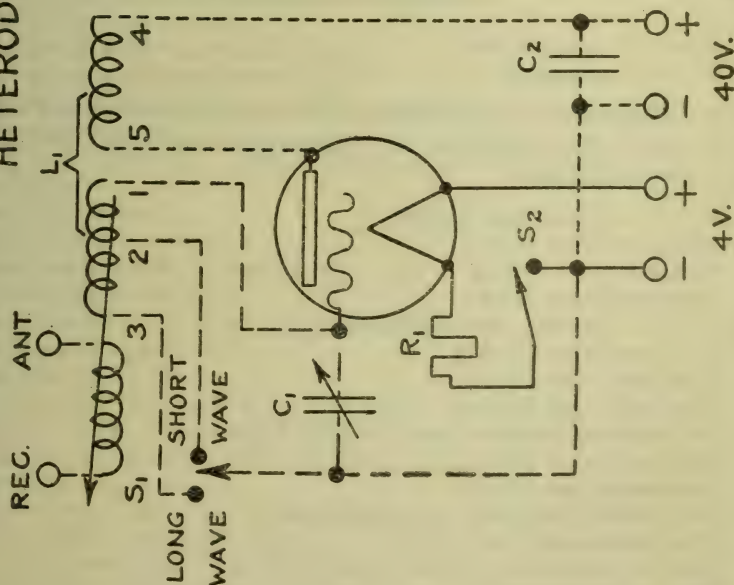 HETEROD
L₁
4
5
1
2
3
ANT
REC.
S₁
SHORT
WAVE
LONG
WAVE
C₁
R₁
S₂
C₂
+
-
40V.
+
-
4V.